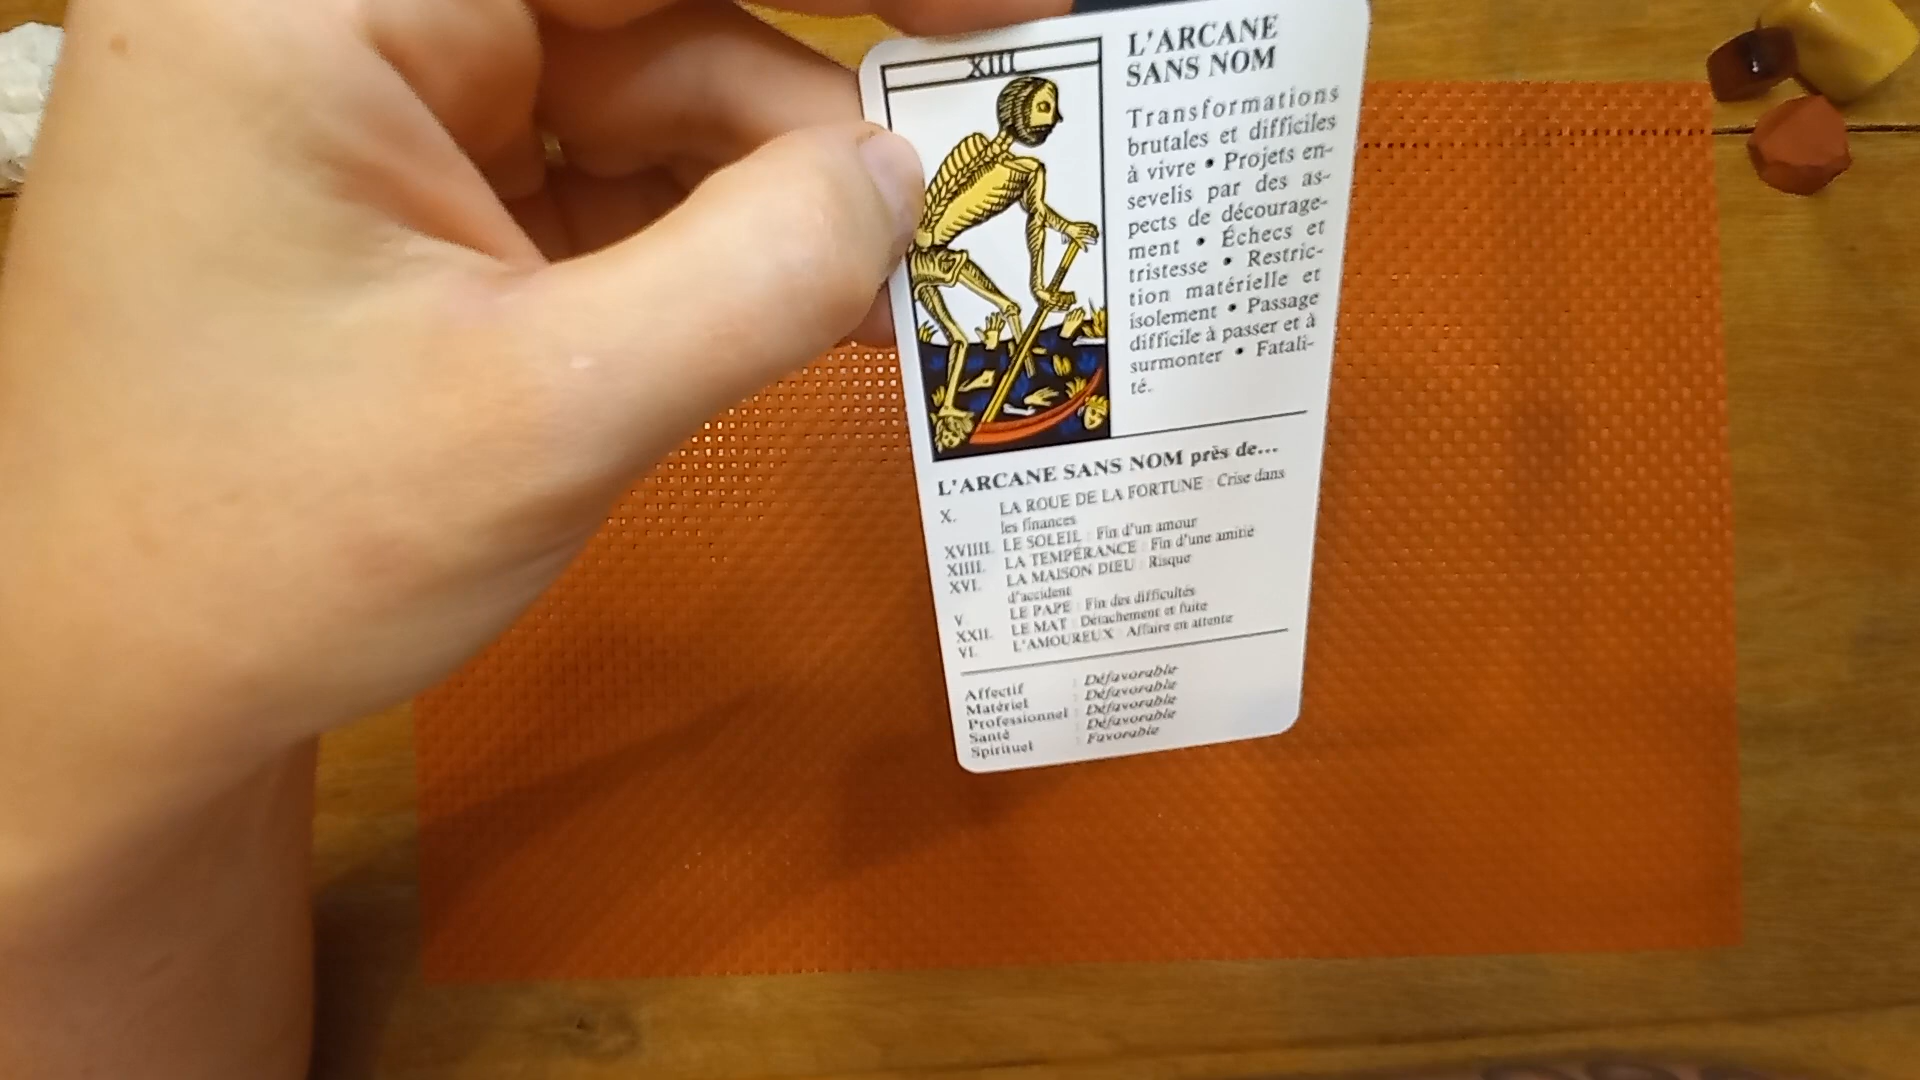 XIII
L'ARCANE
SANS NOM
Transformations
brutales et difficiles
à vivre • Projets en-
sevelis par des as-
pects de décourage-
ment • Échecs et
tristesse • Restric-
tion matérielle et
isolement • Passage
difficile à passer et à
surmonter • Fatali-
té.
L'ARCANE SANS NOM près de...
X. LA ROUE DE LA FORTUNE : Crise dans
les finances
XVIIII. LE SOLEIL : Fin d'un amour
XIIII. LA TEMPÉRANCE : Fin d'une amitié
XVI. LA MAISON DIEU : Risque
d'accident
V. LE PAPE : Fin des difficultés
XXII. LE MAT : Détachement et fuite
VI. L'AMOUREUX : Affaire en attente
Affectif : Défavorable
Matériel : Défavorable
Professionnel : Défavorable
Santé : Défavorable
Spirituel : Favorable